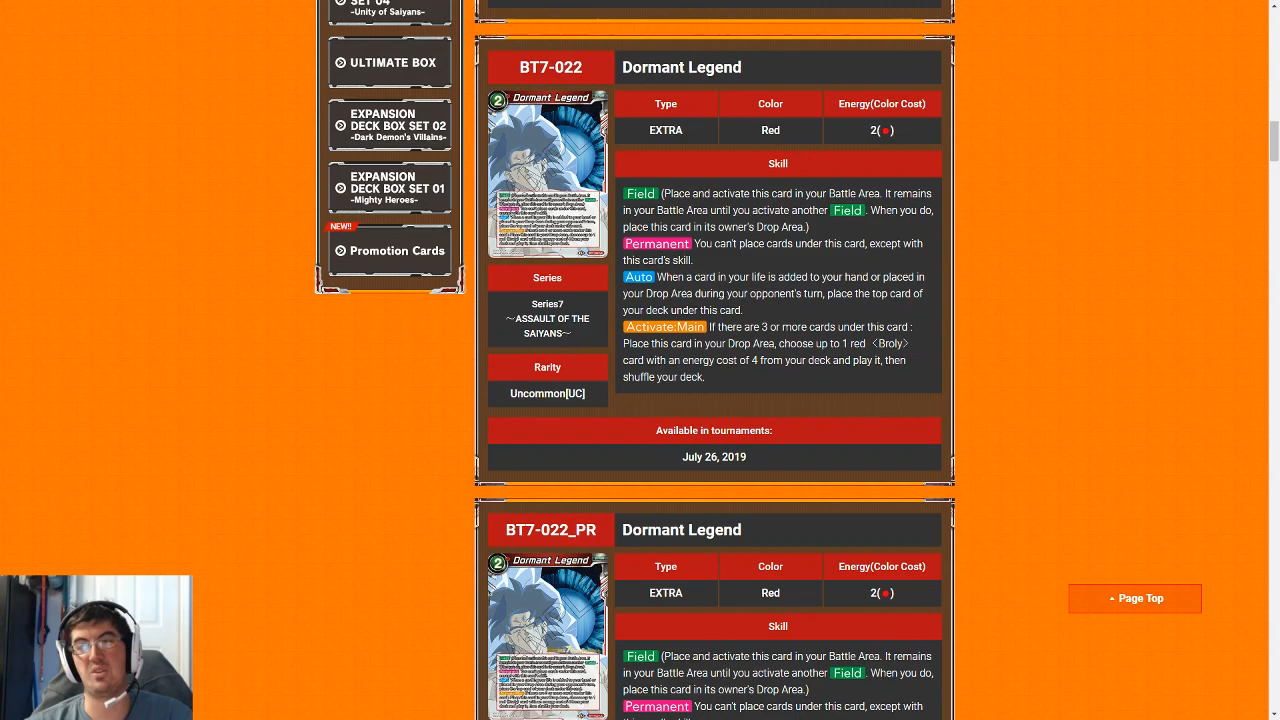 SET 04
-Unity of Saiyans-
ULTIMATE BOX
EXPANSION
DECK BOX SET 02
-Dark Demon's Villains-
EXPANSION
DECK BOX SET 01
-Mighty Heroes-
NEW!!
Promotion Cards
BT7-022
Dormant Legend
2
Dormant Legend
Type
Color
Energy(Color Cost)
EXTRA
Red
2( )
Skill
Field (Place and activate this card in your Battle Area. It remains
in your Battle Area until you activate another Field. When you do,
place this card in its owner's Drop Area.)
Permanent You can't place cards under this card, except with
this card's skill.
Auto When a card in your life is added to your hand or placed in
your Drop Area during your opponent's turn, place the top card of
your deck under this card.
Activate:Main If there are 3 or more cards under this card :
Place this card in your Drop Area, choose up to 1 red 〈Broly〉
card with an energy cost of 4 from your deck and play it, then
shuffle your deck.
Series
Series7
～ASSAULT OF THE
SAIYANS～
Rarity
Uncommon[UC]
Available in tournaments:
July 26, 2019
BT7-022_PR
Dormant Legend
2
Dormant Legend
Type
Color
Energy(Color Cost)
EXTRA
Red
2( )
Skill
Field (Place and activate this card in your Battle Area. It remains
in your Battle Area until you activate another Field. When you do,
place this card in its owner's Drop Area.)
Permanent You can't place cards under this card, except with
Page Top